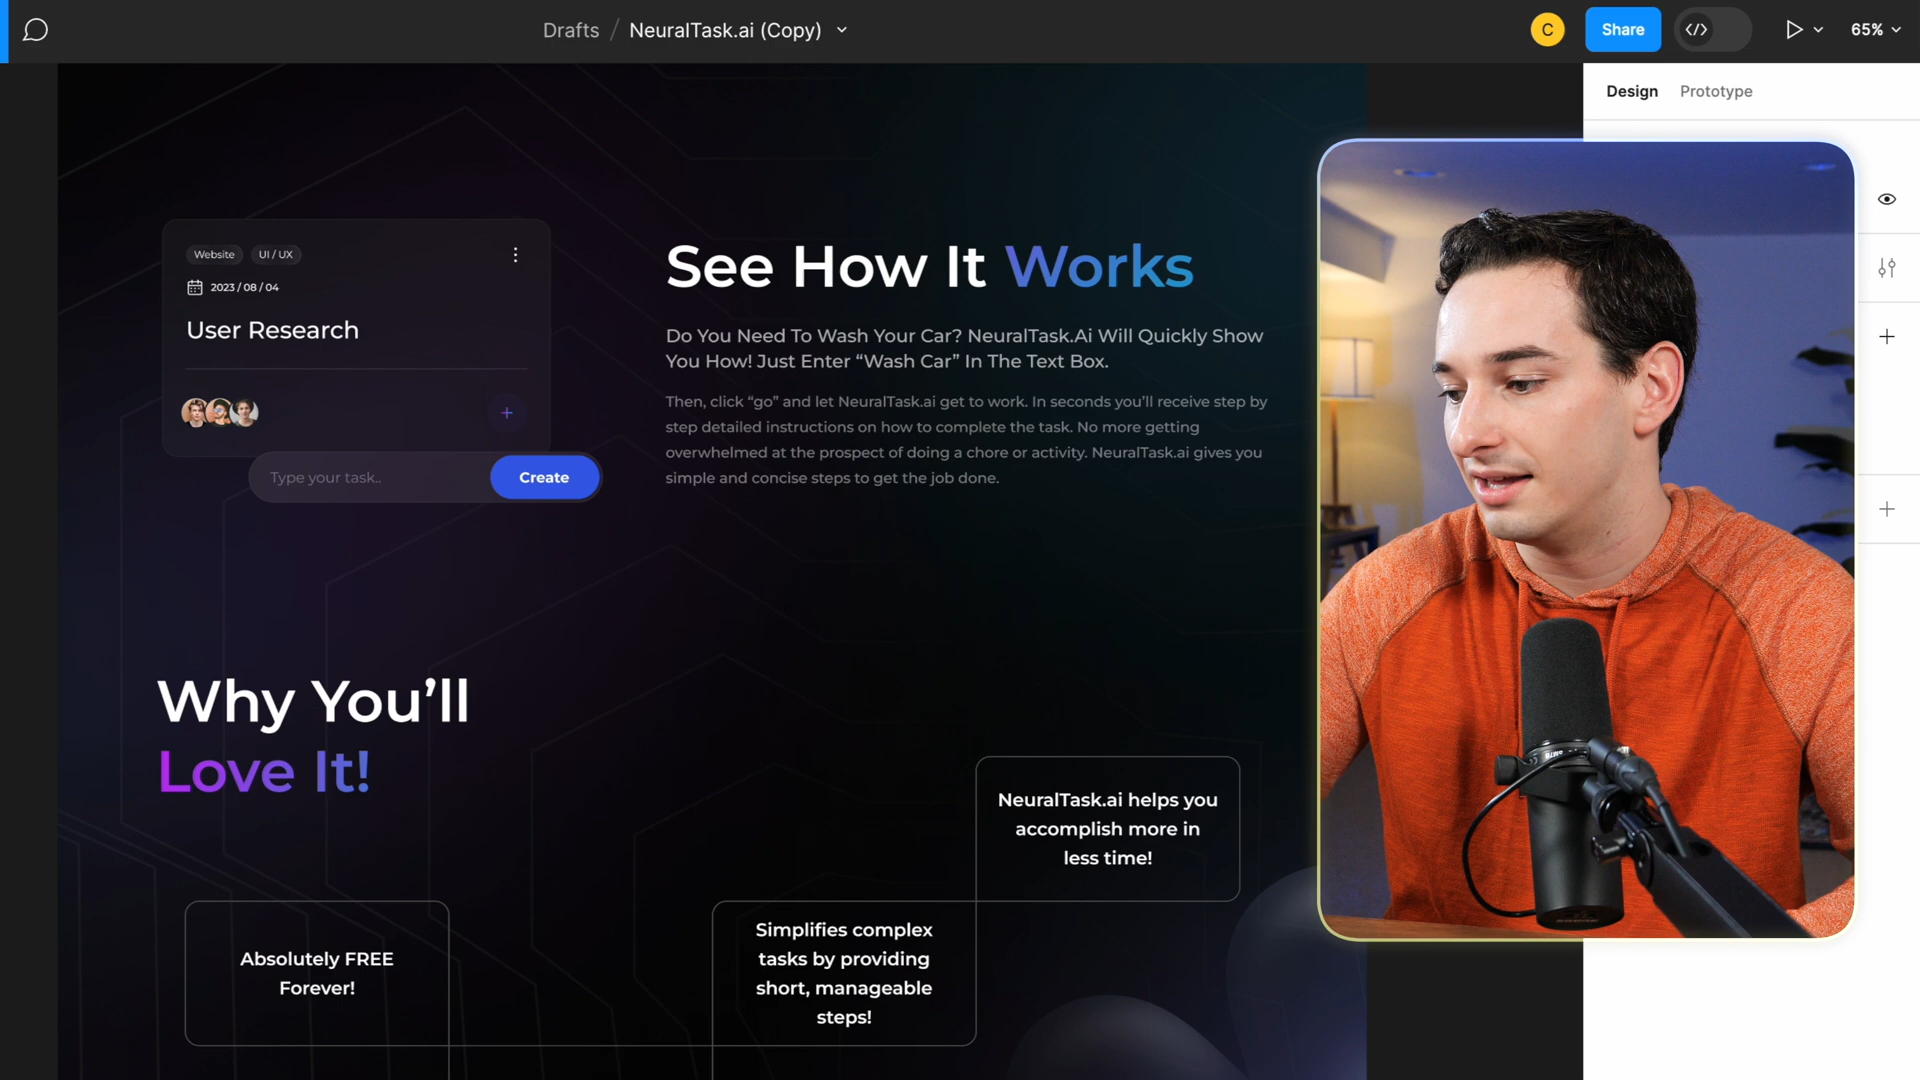 Drafts / NeuralTask.ai (Copy)
C
Share
65%
Design Prototype
Website UI / UX
2023 / 08 / 04
User Research
Type your task..
Create
See How It Works
Do You Need To Wash Your Car? NeuralTask.Ai Will Quickly Show
You How! Just Enter “Wash Car” In The Text Box.
Then, click “go” and let NeuralTask.ai get to work. In seconds you’ll receive step by
step detailed instructions on how to complete the task. No more getting
overwhelmed at the prospect of doing a chore or activity. NeuralTask.ai gives you
simple and concise steps to get the job done.
Why You’ll
Love It!
NeuralTask.ai helps you
accomplish more in
less time!
Absolutely FREE
Forever!
Simplifies complex
tasks by providing
short, manageable
steps!